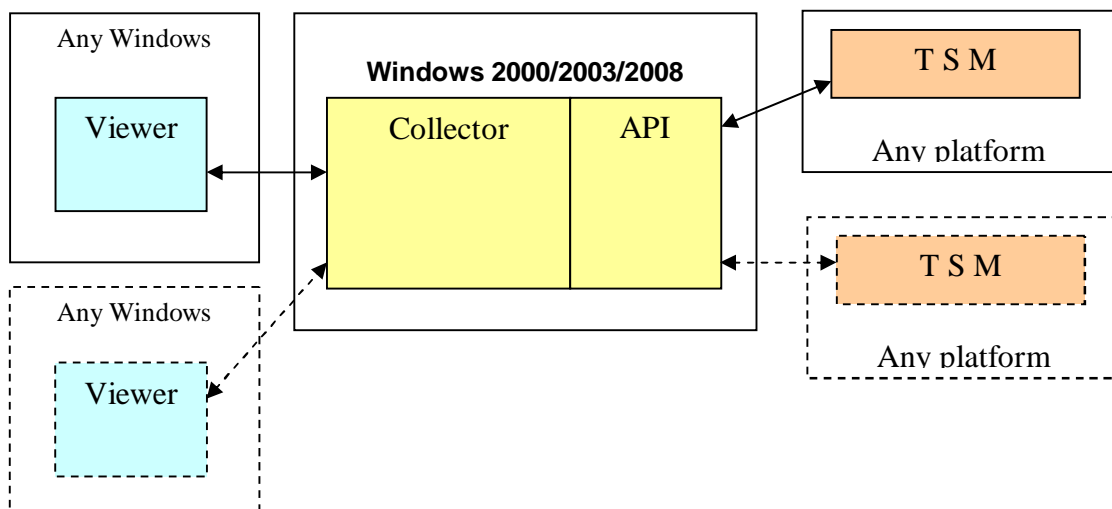 Any Windows
Viewer
Windows 2000/2003/2008
Collector
API
T S M
Any platform
Any Windows
Viewer
T S M
Any platform